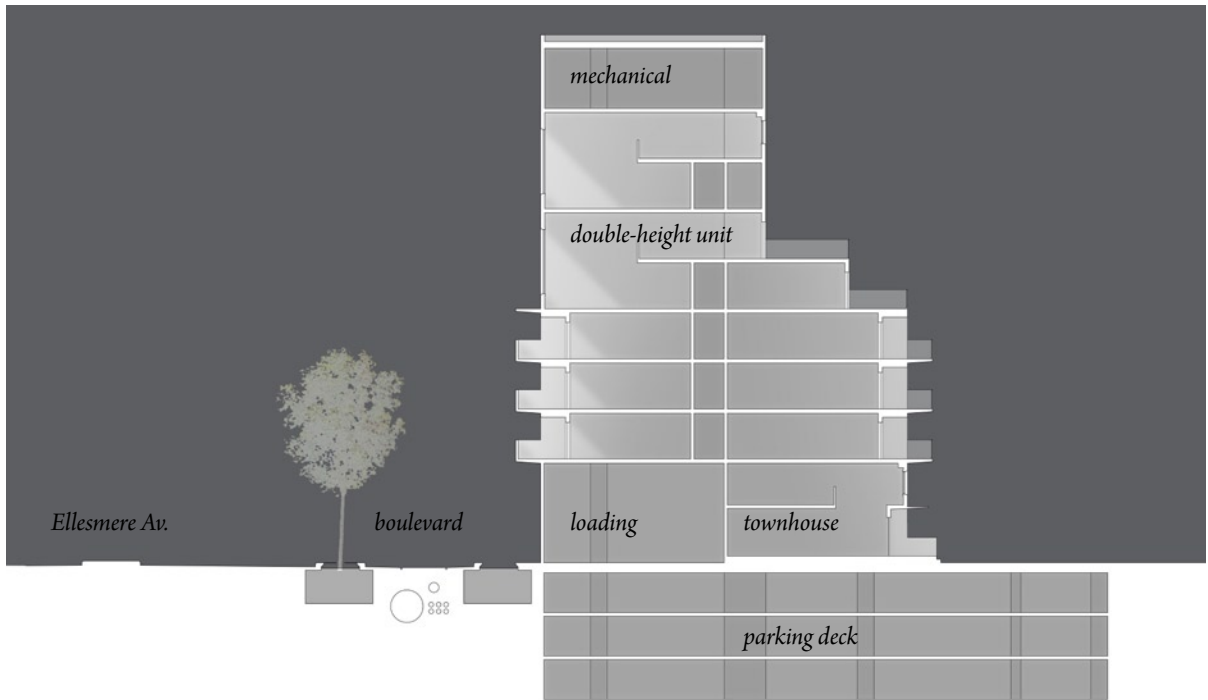 mechanical
double-height unit
Ellesmere Av.
boulevard
loading
townhouse
parking deck